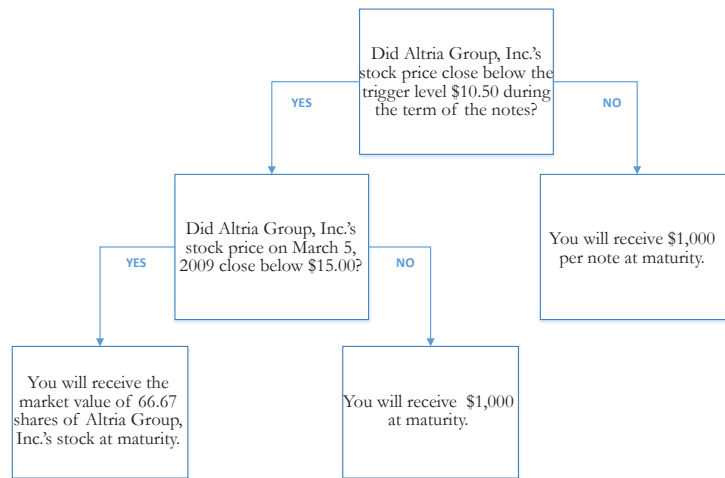 Did Altria Group, Inc.'s
stock price close below the
trigger level $10.50 during
the term of the notes?
YES
NO
Did Altria Group, Inc.'s
stock price on March 5,
2009 close below $15.00?
You will receive $1,000
per note at maturity.
YES
NO
You will receive the
market value of 66.67
shares of Altria Group,
Inc.'s stock at maturity.
You will receive $1,000
at maturity.